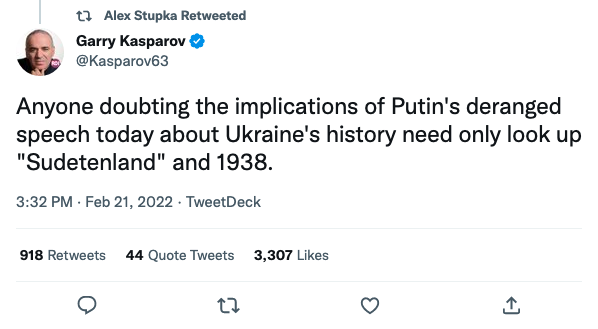 Alex Stupka Retweeted
Garry Kasparov
@Kasparov63
Anyone doubting the implications of Putin's deranged
speech today about Ukraine's history need only look up
"Sudetenland" and 1938.
3:32 PM · Feb 21, 2022 · TweetDeck
918 Retweets 44 Quote Tweets 3,307 Likes